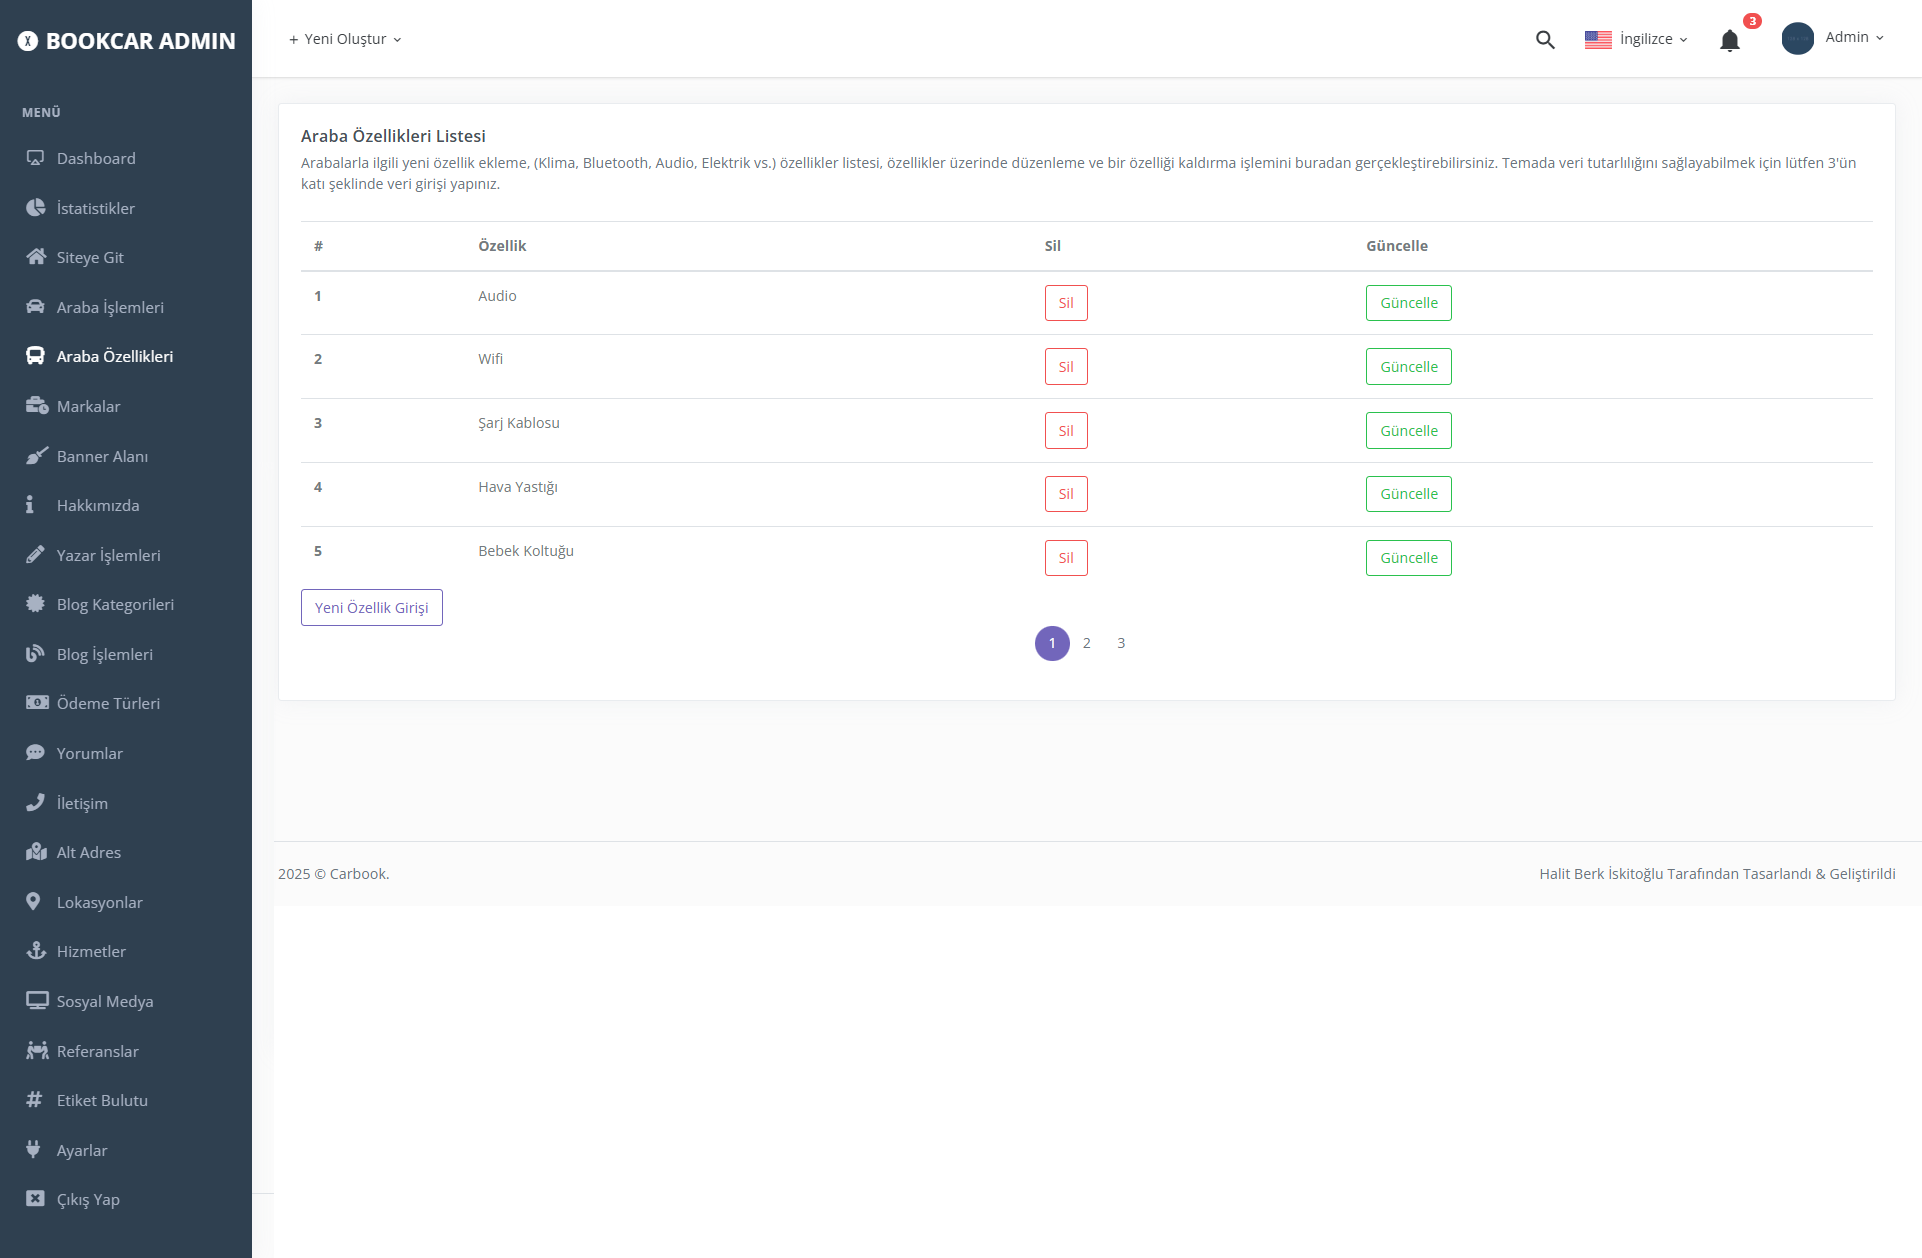 BOOKCAR ADMIN
+ Yeni Oluştur
İngilizce
3
Admin
MENÜ
Dashboard
İstatistikler
Siteye Git
Araba İşlemleri
Araba Özellikleri
Markalar
Banner Alanı
Hakkımızda
Yazar İşlemleri
Blog Kategorileri
Blog İşlemleri
Ödeme Türleri
Yorumlar
İletişim
Alt Adres
Lokasyonlar
Hizmetler
Sosyal Medya
Referanslar
Etiket Bulutu
Ayarlar
Çıkış Yap
Araba Özellikleri Listesi
Arabalarla ilgili yeni özellik ekleme, (Klima, Bluetooth, Audio, Elektrik vs.) özellikler listesi, özellikler üzerinde düzenleme ve bir özelliği kaldırma işlemini buradan gerçekleştirebilirsiniz. Temada veri tutarlılığını sağlayabilmek için lütfen 3'ün
katı şeklinde veri girişi yapınız.
# Özellik Sil Güncelle
1 Audio Sil Güncelle
2 Wifi Sil Güncelle
3 Şarj Kablosu Sil Güncelle
4 Hava Yastığı Sil Güncelle
5 Bebek Koltuğu Sil Güncelle
Yeni Özellik Girişi
1 2 3
2025 © Carbook.
Halit Berk İskitoğlu Tarafından Tasarlandı & Geliştirildi